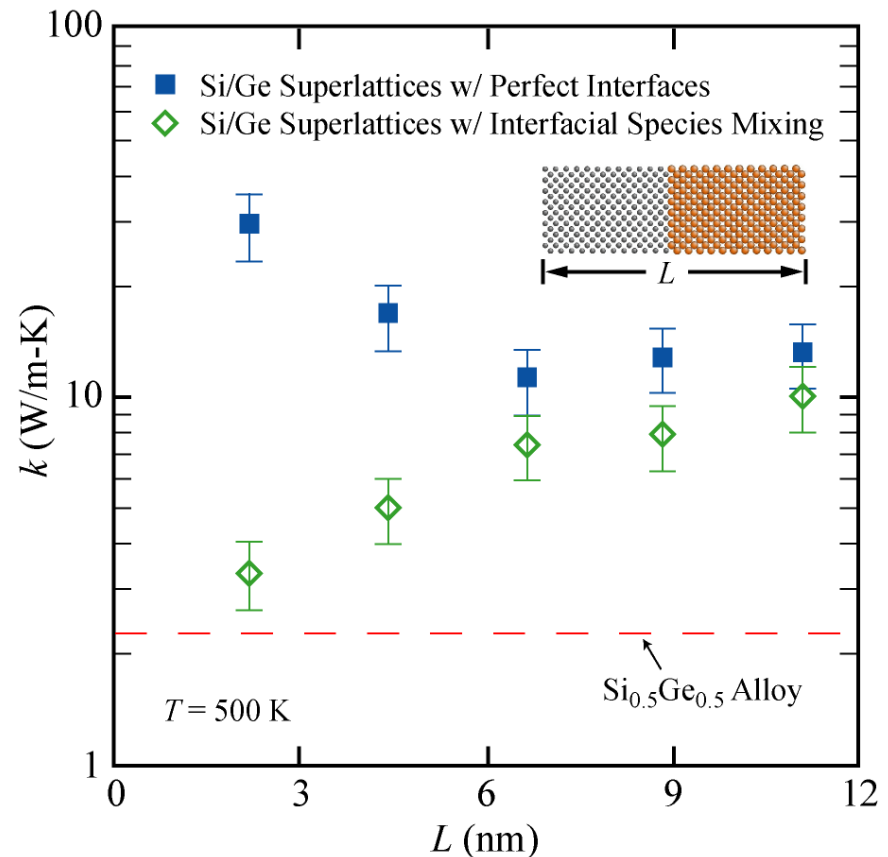 100
Si/Ge Superlattices w/ Perfect Interfaces
Si/Ge Superlattices w/ Interfacial Species Mixing
L
k (W/m-K)
10
Si0.5Ge0.5 Alloy
T = 500 K
1
0 3 6 9 12
L (nm)